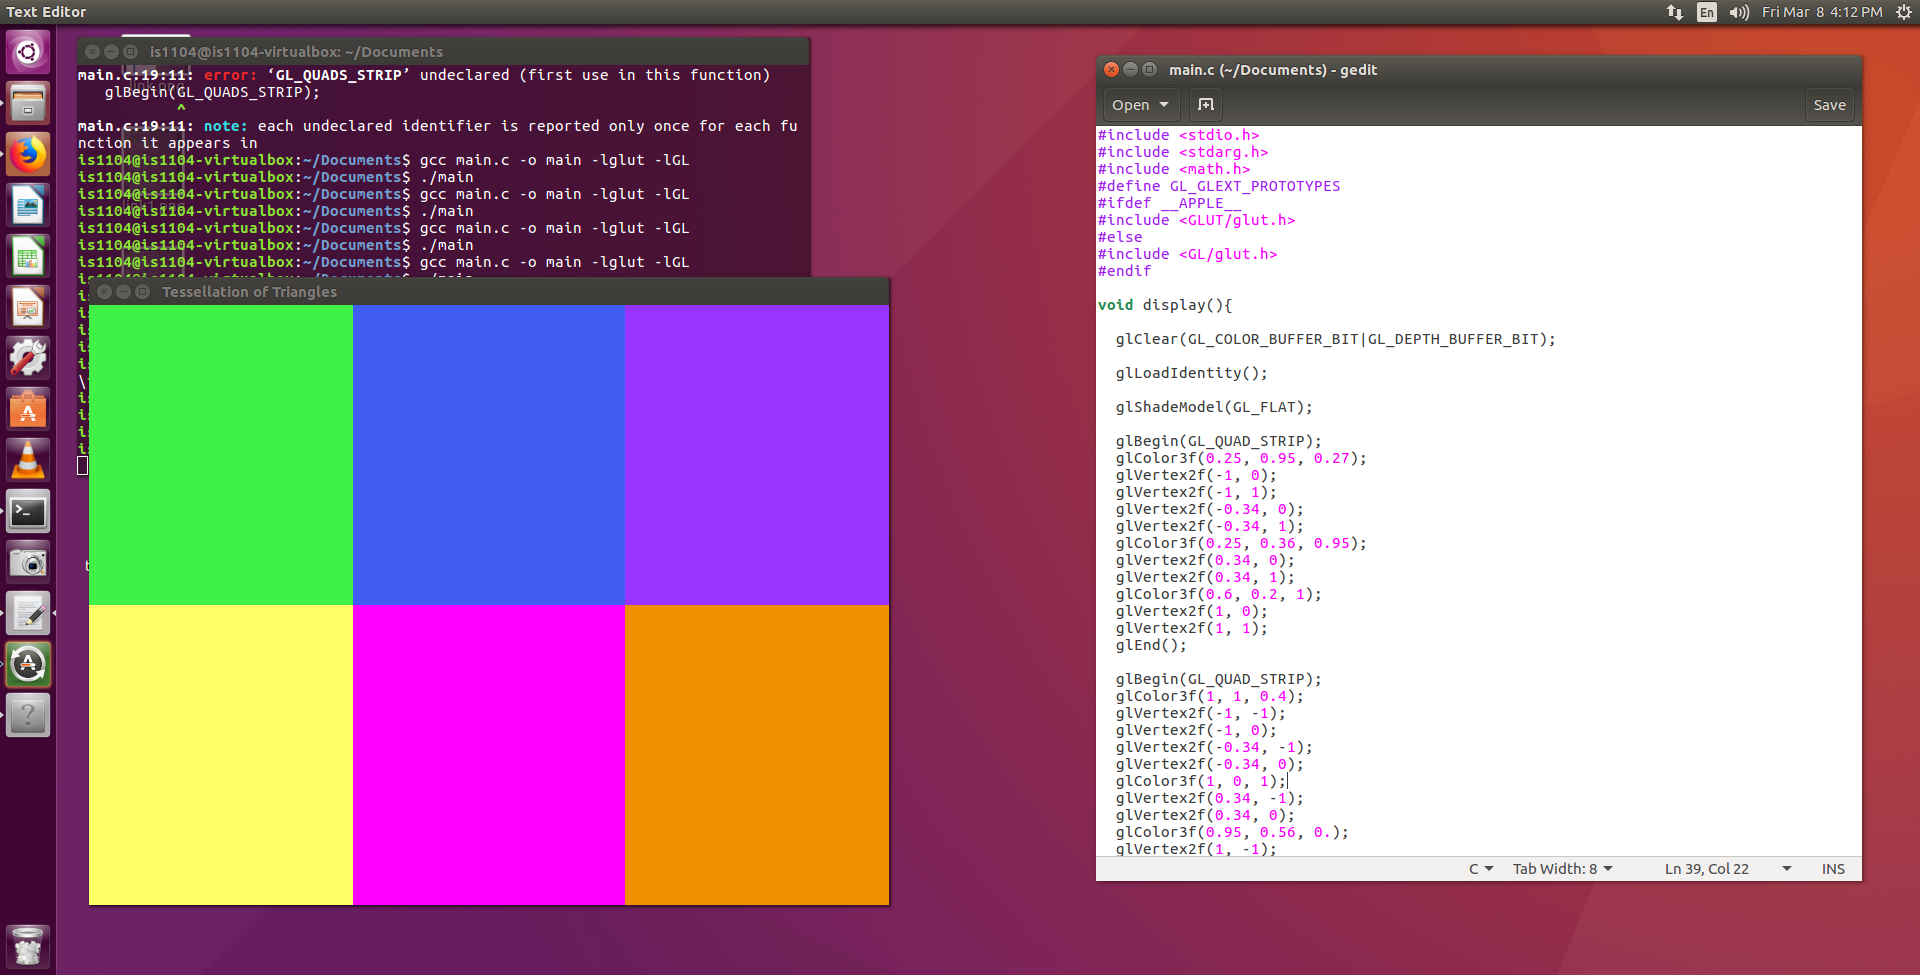 Text Editor
En
Fri Mar 8 4:12 PM
is1104@is1104-virtualbox: ~/Documents
main.c:19:11: error: ‘GL_QUADS_STRIP’ undeclared (first use in this function)
glBegin(GL_QUADS_STRIP);
^
main.c:19:11: note: each undeclared identifier is reported only once for each fu
nction it appears in
is1104@is1104-virtualbox:~/Documents$ gcc main.c -o main -lglut -lGL
is1104@is1104-virtualbox:~/Documents$ ./main
is1104@is1104-virtualbox:~/Documents$ gcc main.c -o main -lglut -lGL
is1104@is1104-virtualbox:~/Documents$ ./main
is1104@is1104-virtualbox:~/Documents$ gcc main.c -o main -lglut -lGL
is1104@is1104-virtualbox:~/Documents$ ./main
is1104@is1104-virtualbox:~/Documents$ gcc main.c -o main -lglut -lGL
Tessellation of Triangles
main.c (~/Documents) - gedit
Open
Save
#include <stdio.h>
#include <stdarg.h>
#include <math.h>
#define GL_GLEXT_PROTOTYPES
#ifdef __APPLE__
#include <GLUT/glut.h>
#else
#include <GL/glut.h>
#endif
void display(){
glClear(GL_COLOR_BUFFER_BIT|GL_DEPTH_BUFFER_BIT);
glLoadIdentity();
glShadeModel(GL_FLAT);
glBegin(GL_QUAD_STRIP);
glColor3f(0.25, 0.95, 0.27);
glVertex2f(-1, 0);
glVertex2f(-1, 1);
glVertex2f(-0.34, 0);
glVertex2f(-0.34, 1);
glColor3f(0.25, 0.36, 0.95);
glVertex2f(0.34, 0);
glVertex2f(0.34, 1);
glColor3f(0.6, 0.2, 1);
glVertex2f(1, 0);
glVertex2f(1, 1);
glEnd();
glBegin(GL_QUAD_STRIP);
glColor3f(1, 1, 0.4);
glVertex2f(-1, -1);
glVertex2f(-1, 0);
glVertex2f(-0.34, -1);
glVertex2f(-0.34, 0);
glColor3f(1, 0, 1);
glVertex2f(0.34, -1);
glVertex2f(0.34, 0);
glColor3f(0.95, 0.56, 0.);
glVertex2f(1, -1);
C
Tab Width: 8
Ln 39, Col 22
INS